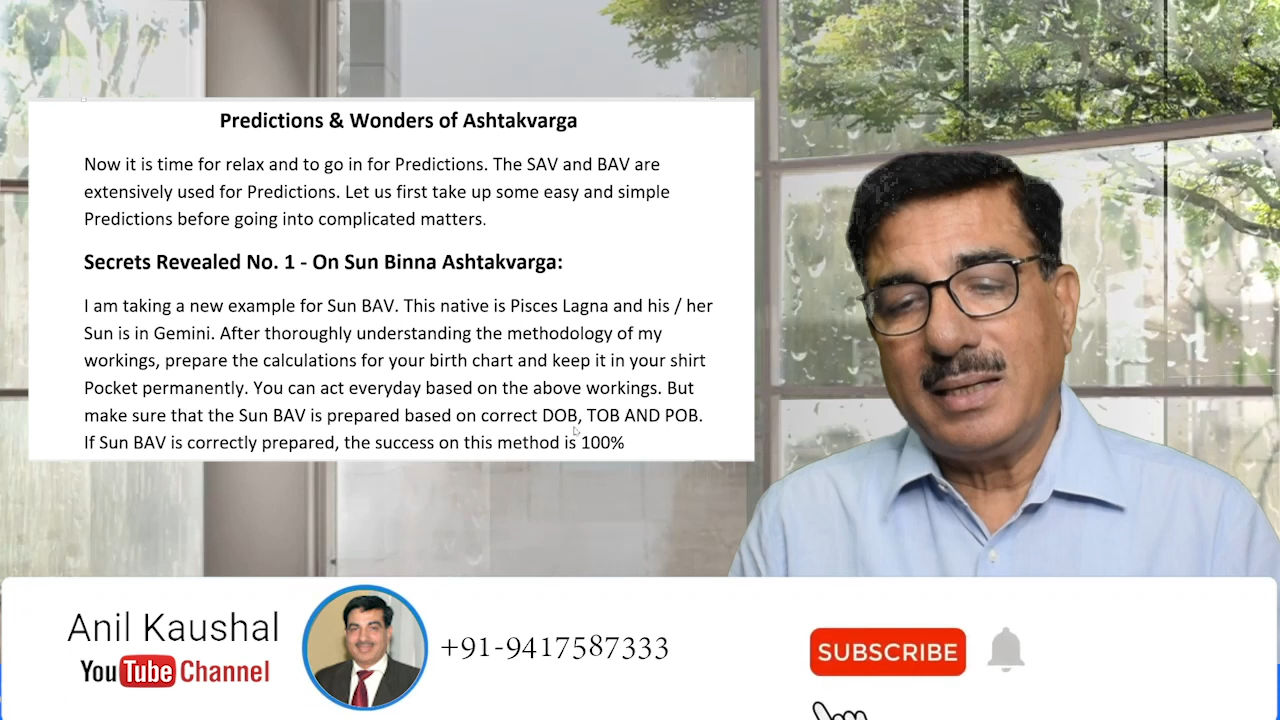 Predictions & Wonders of Ashtakvarga
Now it is time for relax and to go in for Predictions. The SAV and BAV are
extensively used for Predictions. Let us first take up some easy and simple
Predictions before going into complicated matters.
Secrets Revealed No. 1 - On Sun Binna Ashtakvarga:
I am taking a new example for Sun BAV. This native is Pisces Lagna and his / her
Sun is in Gemini. After thoroughly understanding the methodology of my
workings, prepare the calculations for your birth chart and keep it in your shirt
Pocket permanently. You can act everyday based on the above workings. But
make sure that the Sun BAV is prepared based on correct DOB, TOB AND POB.
If Sun BAV is correctly prepared, the success on this method is 100%
Anil Kaushal
YouTube Channel
+91-9417587333
SUBSCRIBE